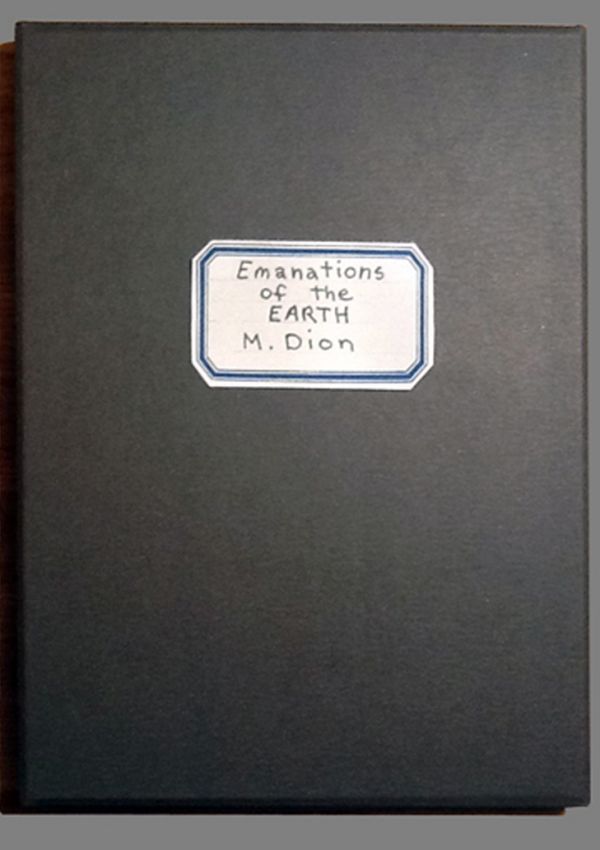 Emanations
of the
EARTH
M. Dion